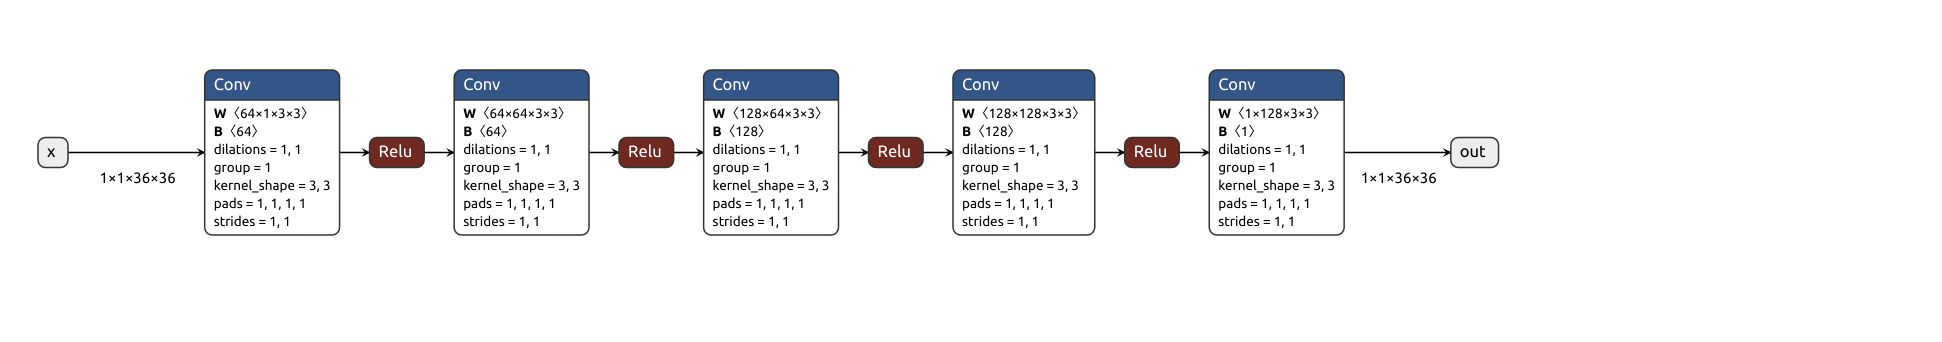 x
1×1×36×36
Conv
W 〈64×1×3×3〉
B 〈64〉
dilations = 1, 1
group = 1
kernel_shape = 3, 3
pads = 1, 1, 1, 1
strides = 1, 1
Relu
Conv
W 〈64×64×3×3〉
B 〈64〉
dilations = 1, 1
group = 1
kernel_shape = 3, 3
pads = 1, 1, 1, 1
strides = 1, 1
Relu
Conv
W 〈128×64×3×3〉
B 〈128〉
dilations = 1, 1
group = 1
kernel_shape = 3, 3
pads = 1, 1, 1, 1
strides = 1, 1
Relu
Conv
W 〈128×128×3×3〉
B 〈128〉
dilations = 1, 1
group = 1
kernel_shape = 3, 3
pads = 1, 1, 1, 1
strides = 1, 1
Relu
Conv
W 〈1×128×3×3〉
B 〈1〉
dilations = 1, 1
group = 1
kernel_shape = 3, 3
pads = 1, 1, 1, 1
strides = 1, 1
1×1×36×36
out